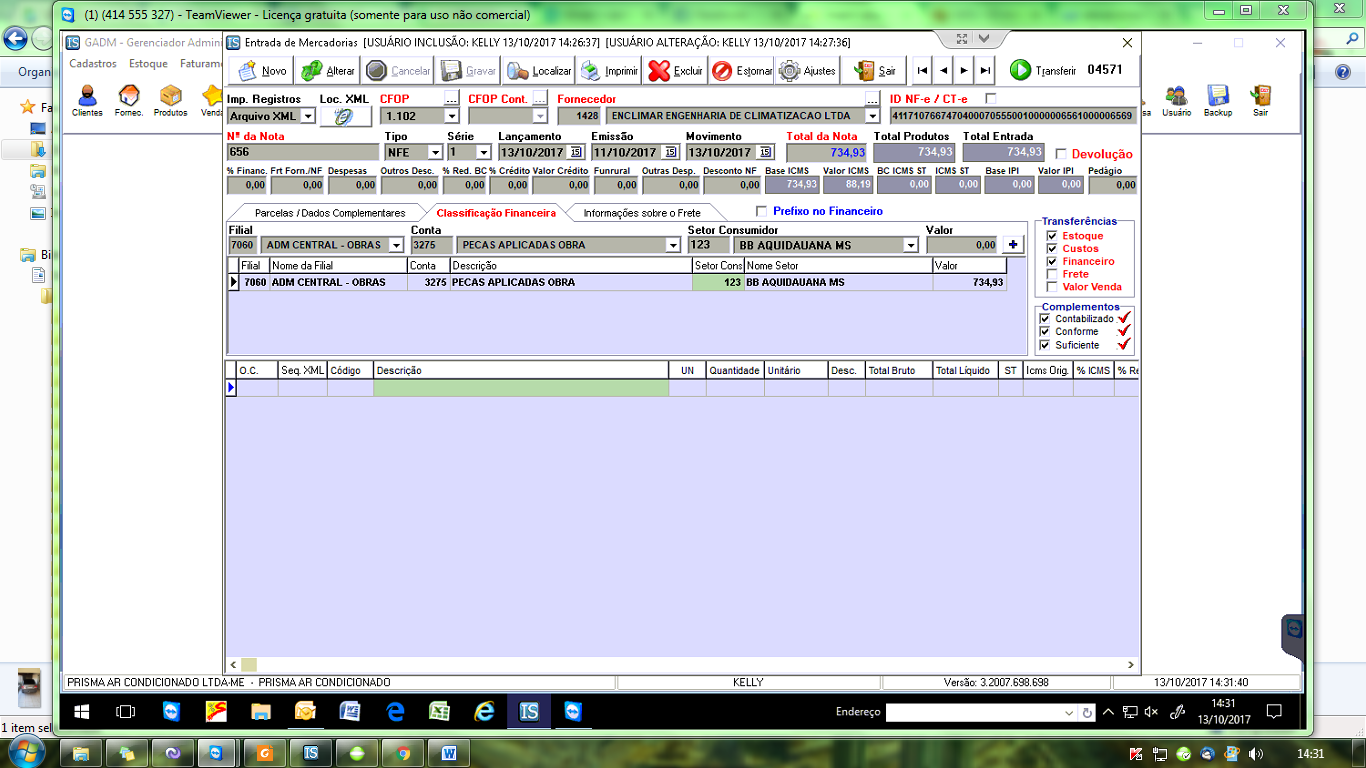 (1) (414 555 327) - TeamViewer - Licença gratuita (somente para uso não comercial)
Organ
GADM - Gerenciador Admini
Cadastros Estoque Faturame
Clientes Fornec. Produtos Venda
Usuário Backup Sair
Entrada de Mercadorias [USUÁRIO INCLUSÃO: KELLY 13/10/2017 14:26:37] [USUÁRIO ALTERAÇÃO: KELLY 13/10/2017 14:27:36]
Novo Alterar Cancelar Gravar Localizar Imprimir Excluir Estornar Ajustes Sair Transferir 04571
Imp. Registros Loc. XML CFOP ... CFOP Cont. ... Fornecedor ... ID NF-e / CT-e
Arquivo XML 1.102 1428 ENCLIMAR ENGENHARIA DE CLIMATIZACAO LTDA 41171076674704000705550010000006561000006569
Nº da Nota Tipo Série Lançamento Emissão Movimento Total da Nota Total Produtos Total Entrada
656 NFE 1 13/10/2017 15 11/10/2017 15 13/10/2017 15 734,93 734,93 734,93 Devolução
% Financ. Frt Forn./NF Despesas Outros Desc. % Red. BC % Crédito Valor Crédito Funrural Outras Desp. Desconto NF Base ICMS Valor ICMS BC ICMS ST ICMS ST Base IPI Valor IPI Pedágio
0,00 0,00 0,00 0,00 0,00 0,00 0,00 0,00 0,00 0,00 734,93 88,19 0,00 0,00 0,00 0,00 0,00
Parcelas / Dados Complementares Classificação Financeira Informações sobre o Frete Prefixo no Financeiro
Filial Conta Setor Consumidor Valor
7060 ADM CENTRAL - OBRAS 3275 PECAS APLICADAS OBRA 123 BB AQUIDAUANA MS 0,00
Filial Nome da Filial Conta Descrição Setor Cons Nome Setor Valor
7060 ADM CENTRAL - OBRAS 3275 PECAS APLICADAS OBRA 123 BB AQUIDAUANA MS 734,93
Transferências
Estoque
Custos
Financeiro
Frete
Valor Venda
Complementos
Contabilizado
Conforme
Suficiente
O.C. Seq. XML Código Descrição UN Quantidade Unitário Desc. Total Bruto Total Líquido ST Icms Orig. % ICMS % Re
PRISMA AR CONDICIONADO LTDA-ME - PRISMA AR CONDICIONADO KELLY Versão: 3.2007.698.698 13/10/2017 14:31:40
Endereço
14:31
13/10/2017
1 item sel
14:31